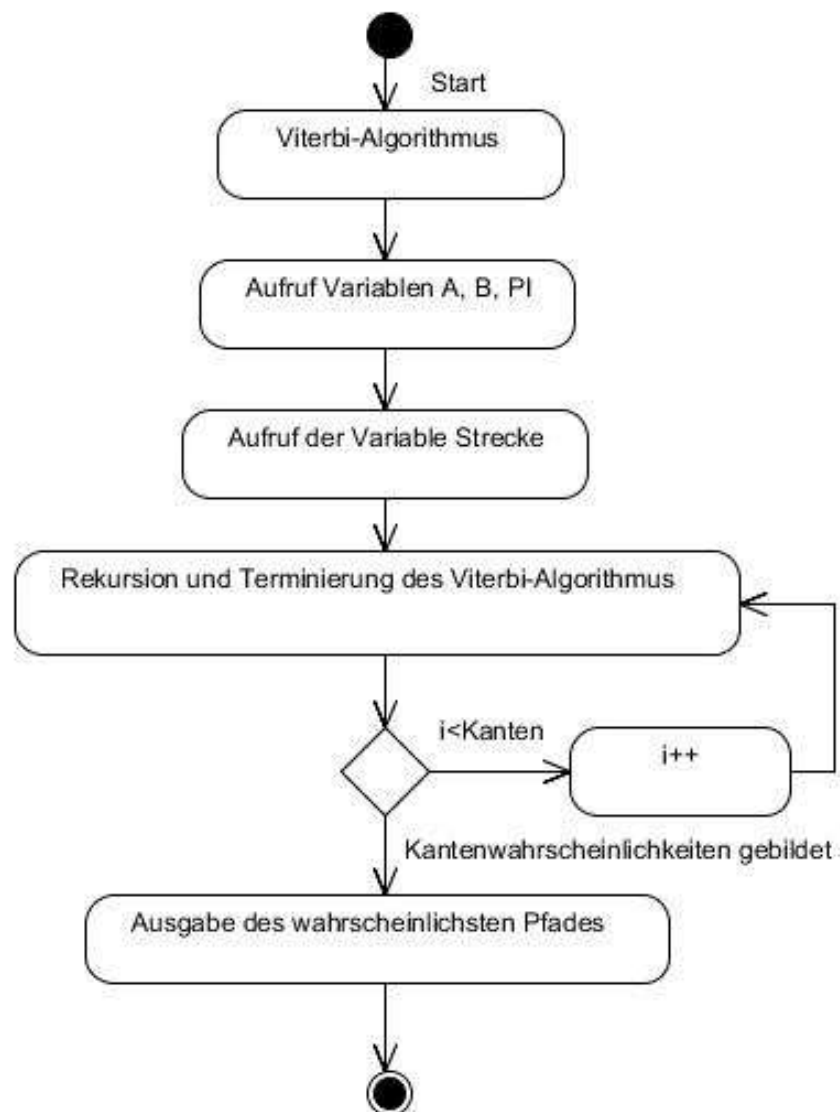 Start
Viterbi-Algorithmus
Aufruf Variablen A, B, PI
Aufruf der Variable Strecke
Rekursion und Terminierung des Viterbi-Algorithmus
i<Kanten
i++
Kantenwahrscheinlichkeiten gebildet
Ausgabe des wahrscheinlichsten Pfades